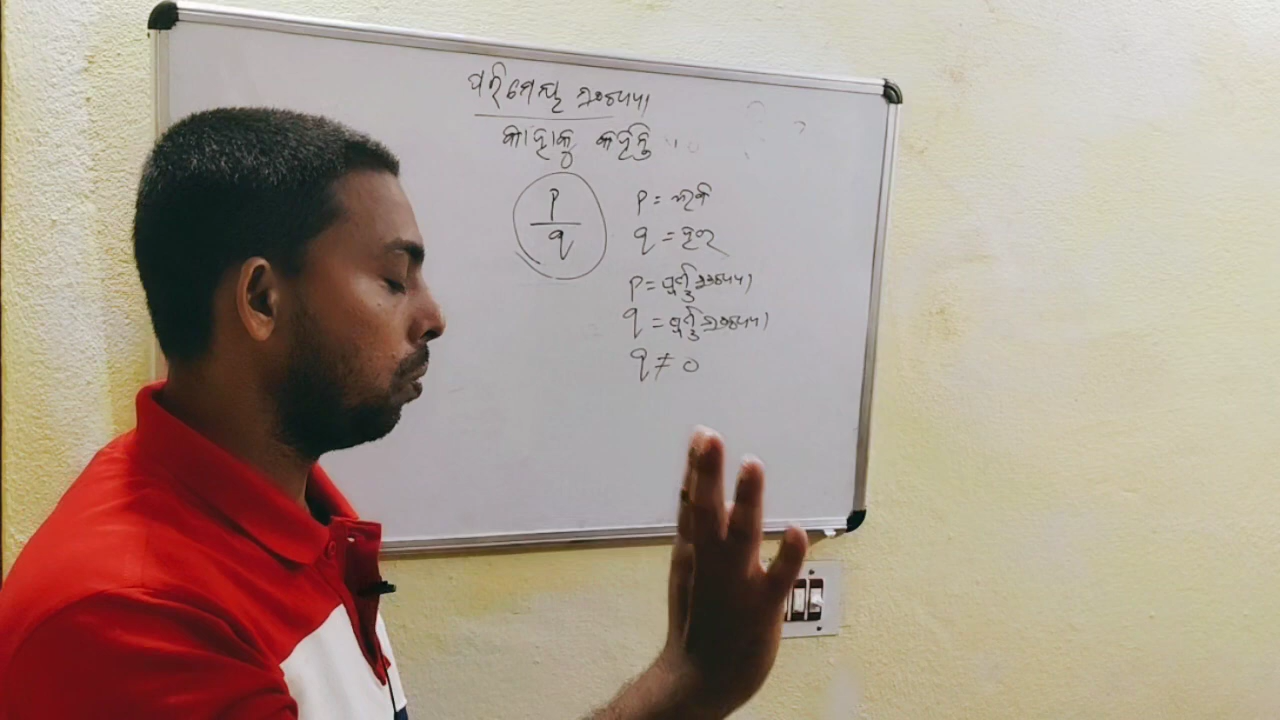 ପରିମେୟ ସଂଖ୍ୟା
କାହାକୁ କହନ୍ତି
p
q
p = ଲବ
q = ହର
p = ପୂର୍ଣ୍ଣ ସଂଖ୍ୟା
q = ପୂର୍ଣ୍ଣ ସଂଖ୍ୟା
q ≠ 0